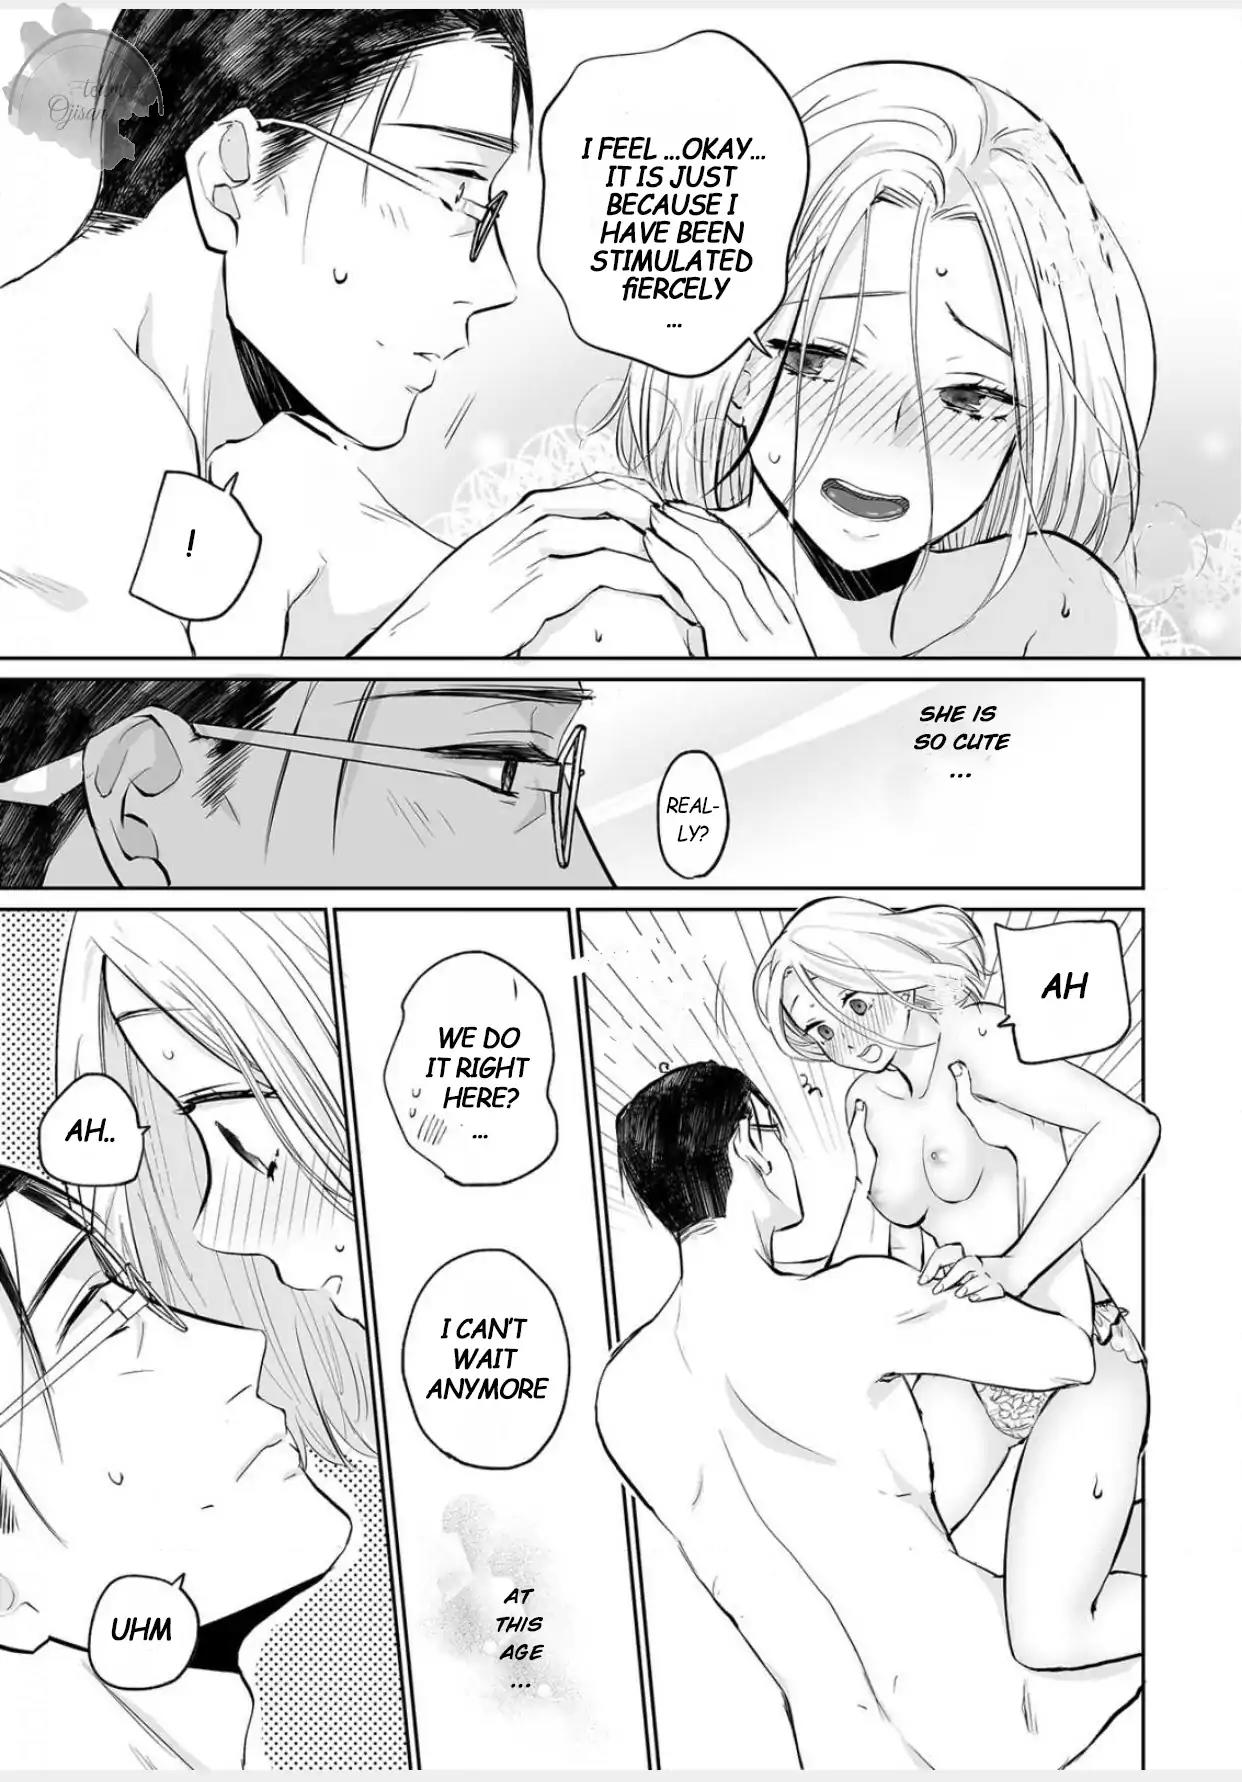 team
Ojisan
I FEEL ...OKAY...
IT IS JUST
BECAUSE I
HAVE BEEN
STIMULATED
fiERCELY
...
!
SHE IS
SO CUTE
...
REAL-
LY?
AH
WE DO
IT RIGHT
HERE?
...
I CAN'T
WAIT
ANYMORE
AT
THIS
AGE
...
AH..
UHM